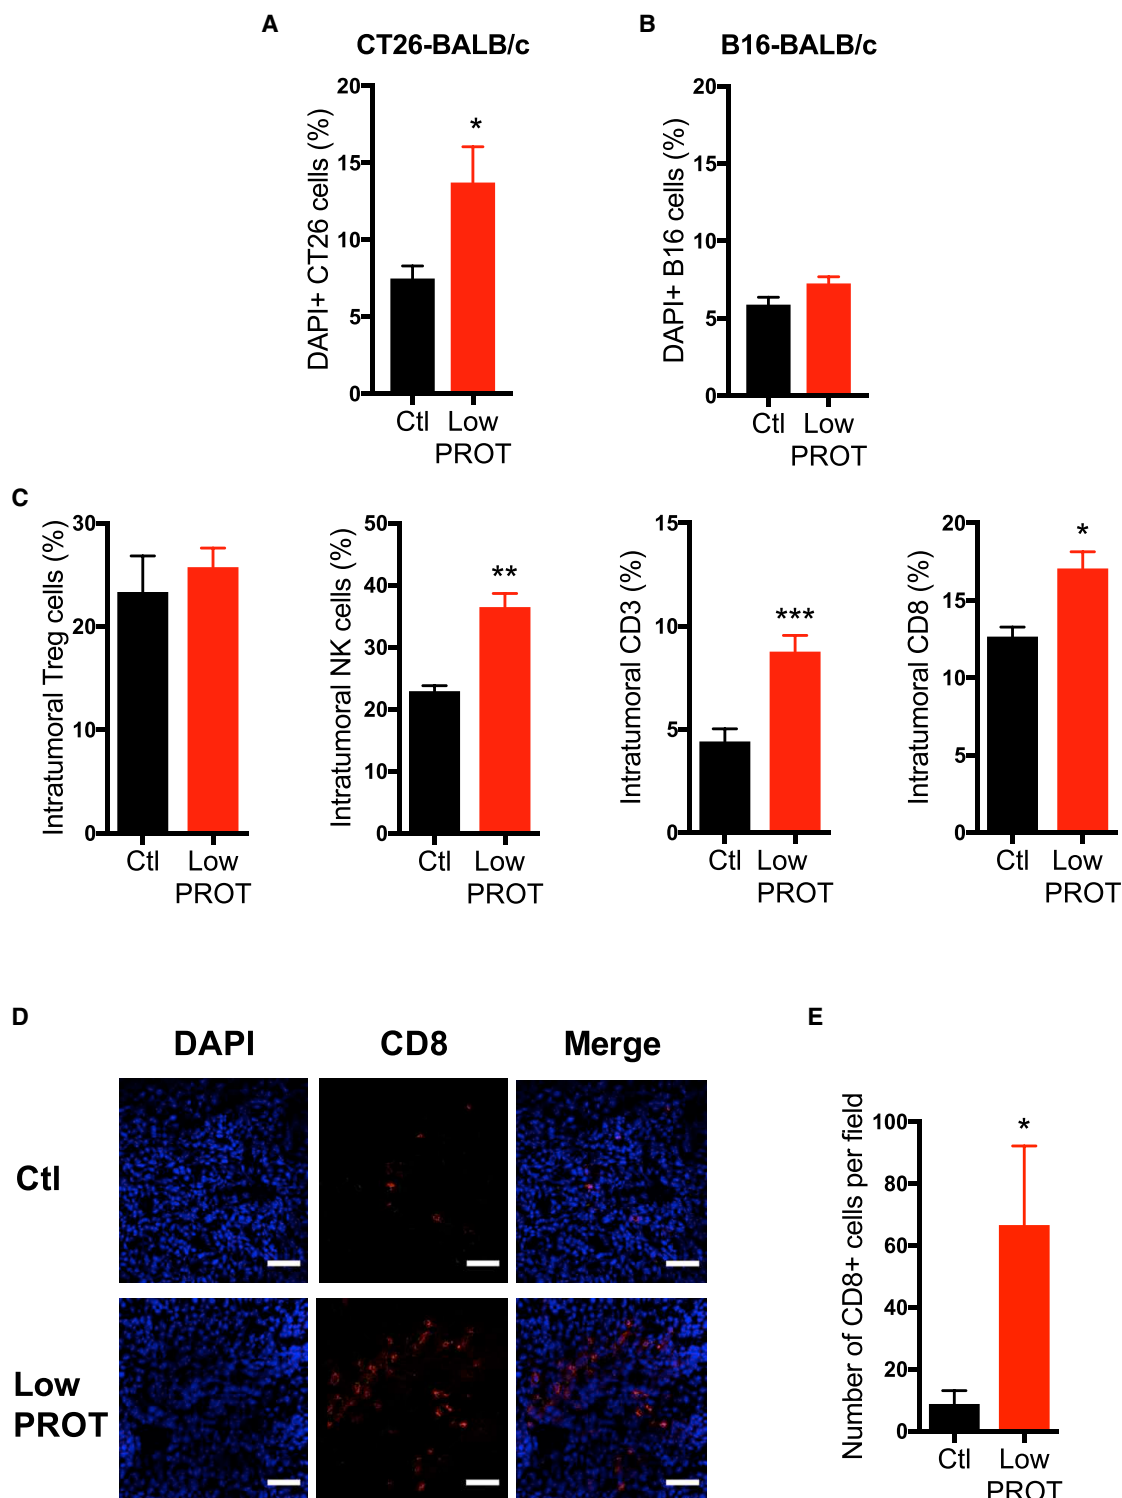 A
CT26-BALB/c
DAPI+ CT26 cells (%)
20
15
10
5
0
*
Ctl
Low
PROT
B
B16-BALB/c
DAPI+ B16 cells (%)
20
15
10
5
0
Ctl
Low
PROT
C
Intratumoral Treg cells (%)
30
20
10
0
Ctl
Low
PROT
Intratumoral NK cells (%)
50
40
30
20
10
0
**
Ctl
Low
PROT
Intratumoral CD3 (%)
15
10
5
0
***
Ctl
Low
PROT
Intratumoral CD8 (%)
20
15
10
5
0
*
Ctl
Low
PROT
D
DAPI
CD8
Merge
Ctl
Low
PROT
E
Number of CD8+ cells per field
100
80
60
40
20
0
*
Ctl
Low
PROT